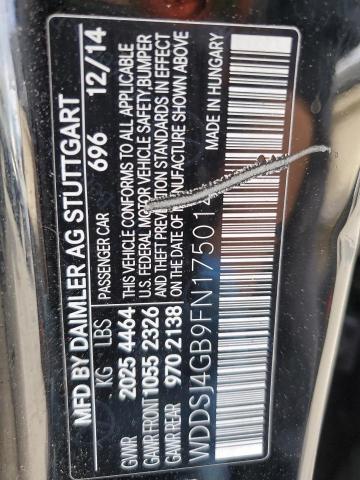 MFD BY DAIMLER AG STUTTGART
KG LBS PASSENGER CAR 696 12/14
GVWR 2025 4464 THIS VEHICLE CONFORMS TO ALL APPLICABLE
GAWR FRONT 1055 2326 U.S. FEDERAL MOTOR VEHICLE SAFETY, BUMPER
AND THEFT PREVENTION STANDARDS IN EFFECT
GAWR REAR 970 2138 ON THE DATE OF MANUFACTURE SHOWN ABOVE
WDDSJ4GB9FN175014 MADE IN HUNGARY